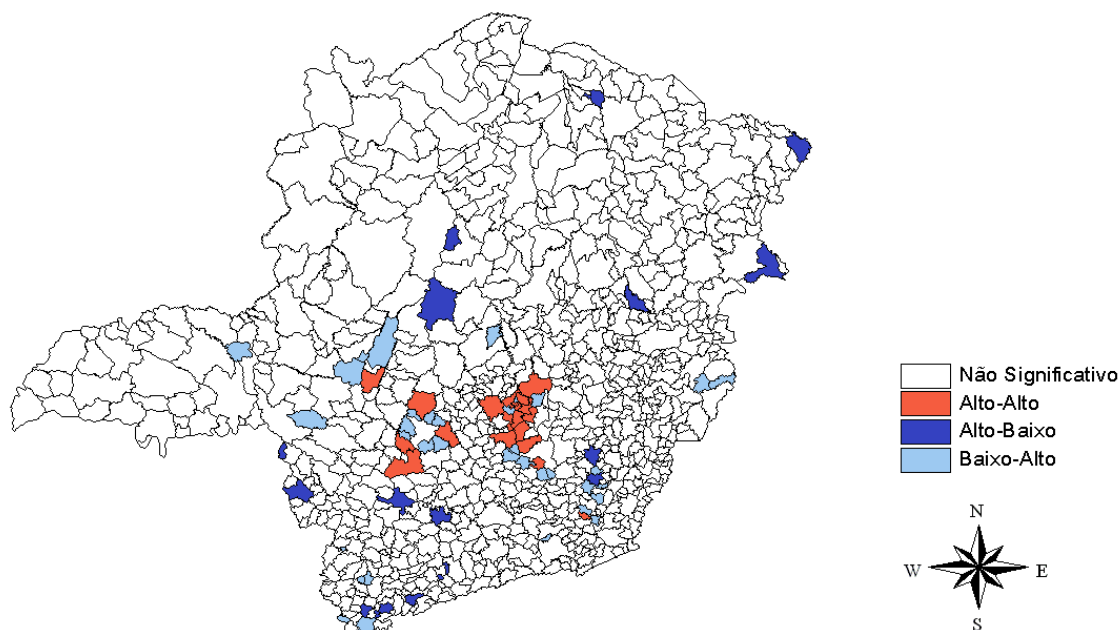 Não Significativo
Alto-Alto
Alto-Baixo
Baixo-Alto
N
W E
S